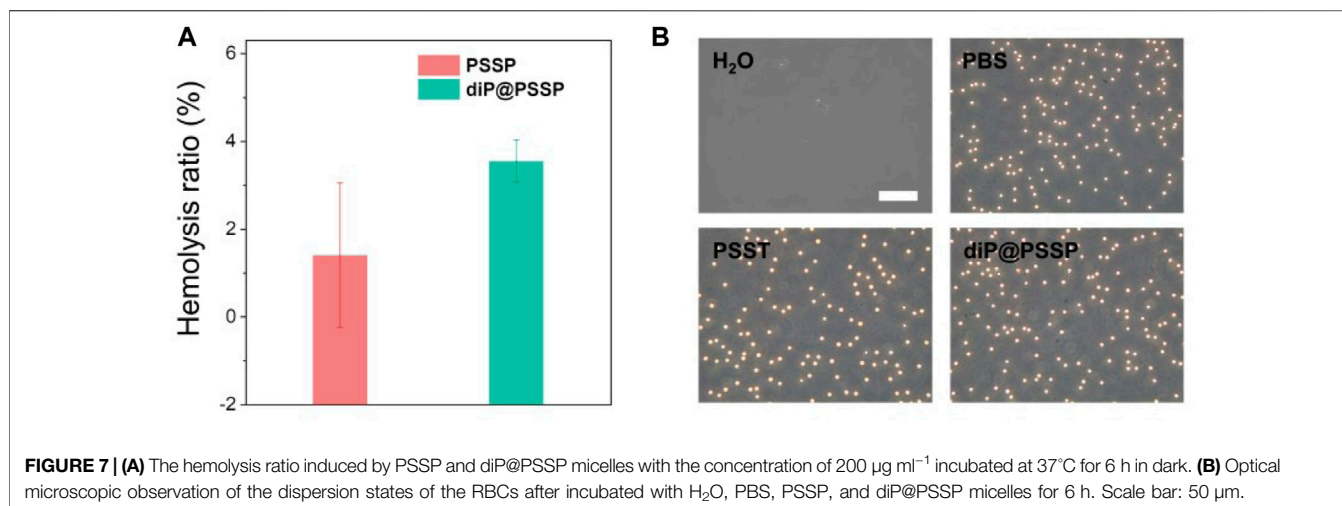 A
Hemolysis ratio (%)
6
4
2
0
-2
PSSP
diP@PSSP
B
H₂O
PBS
PSST
diP@PSSP
FIGURE 7 | (A) The hemolysis ratio induced by PSSP and diP@PSSP micelles with the concentration of 200 µg ml⁻¹ incubated at 37°C for 6 h in dark. (B) Optical
microscopic observation of the dispersion states of the RBCs after incubated with H₂O, PBS, PSSP, and diP@PSSP micelles for 6 h. Scale bar: 50 µm.